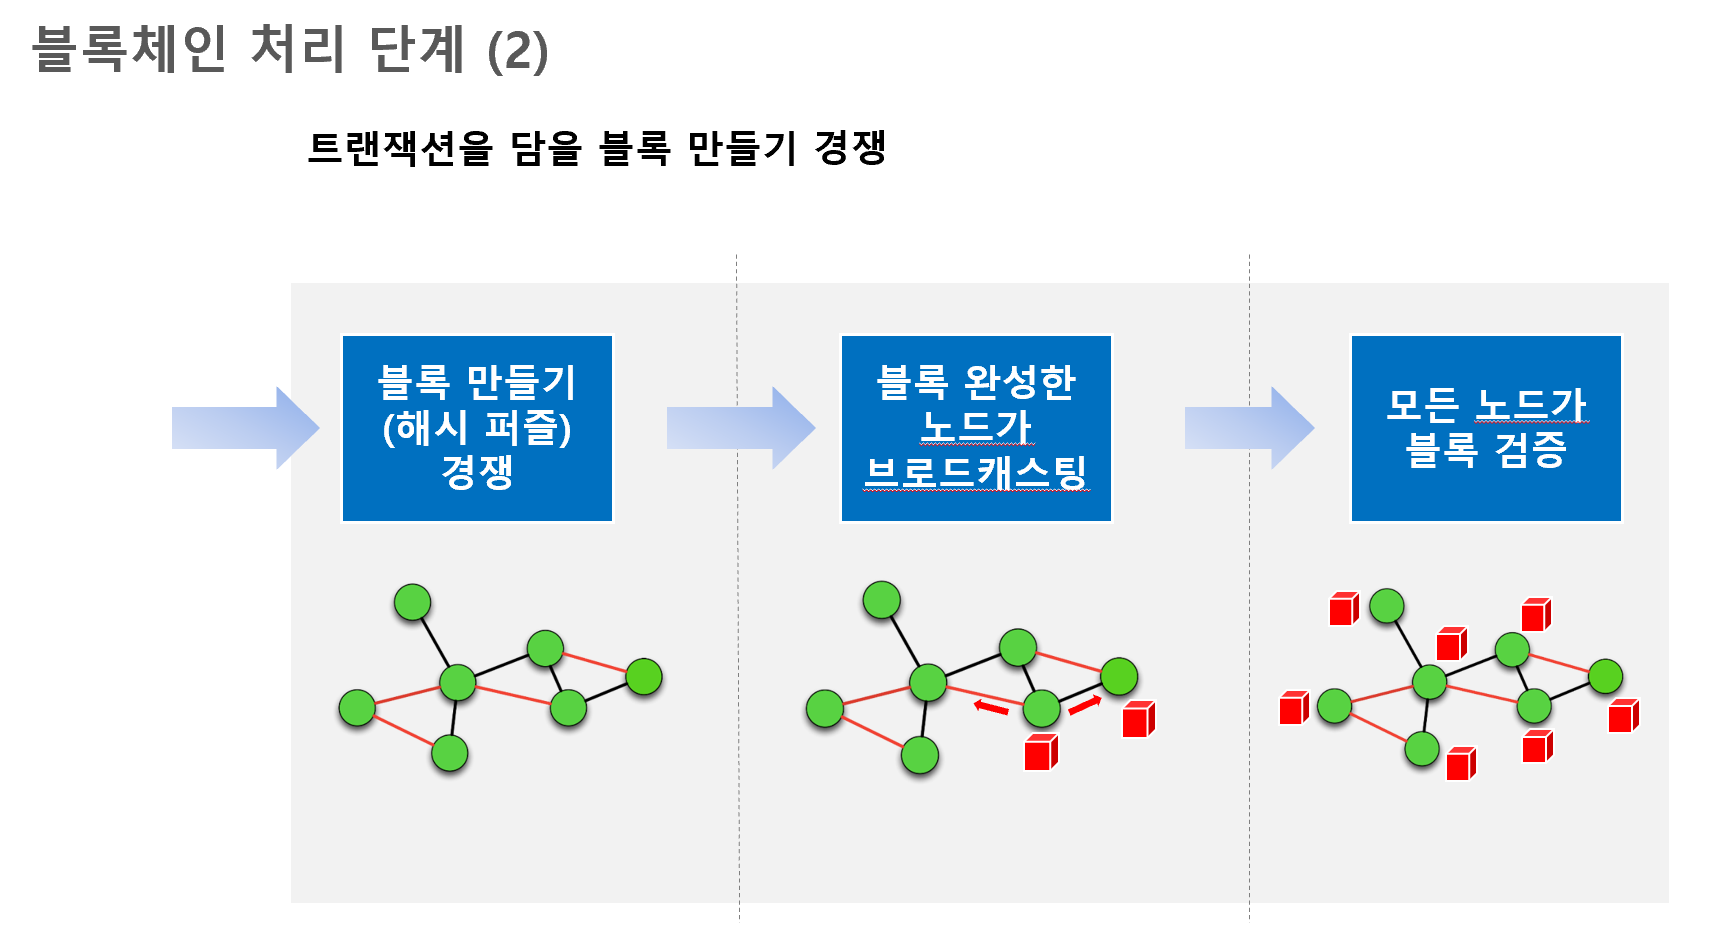 블록체인 처리 단계 (2)
트랜잭션을 담을 블록 만들기 경쟁
블록 만들기
(해시 퍼즐)
경쟁
블록 완성한
노드가
브로드캐스팅
모든 노드가
블록 검증